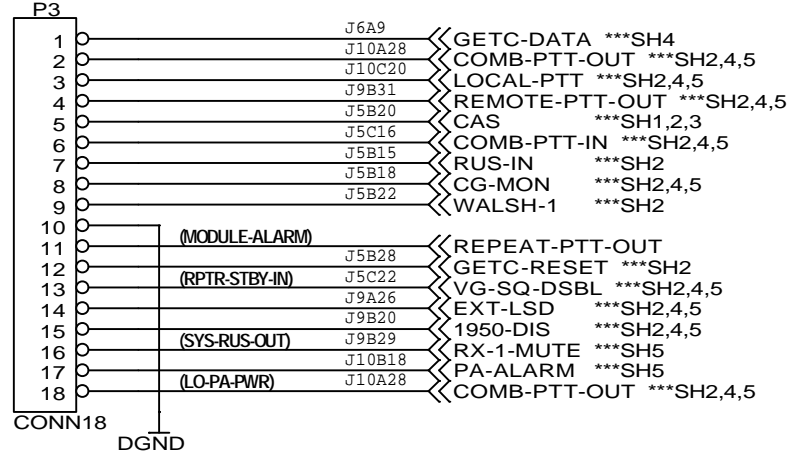 P3
1 J6A9 GETC-DATA ***SH4
2 J10A28 COMB-PTT-OUT ***SH2,4,5
3 J10C20 LOCAL-PTT ***SH2,4,5
4 J9B31 REMOTE-PTT-OUT ***SH2,4,5
5 J5B20 CAS ***SH1,2,3
6 J5C16 COMB-PTT-IN ***SH2,4,5
7 J5B15 RUS-IN ***SH2
8 J5B18 CG-MON ***SH2,4,5
9 J5B22 WALSH-1 ***SH2
10
11 (MODULE-ALARM) REPEAT-PTT-OUT
12 J5B28 GETC-RESET ***SH2
13 (RPTR-STBY-IN) J5C22 VG-SQ-DSBL ***SH2,4,5
14 J9A26 EXT-LSD ***SH2,4,5
15 J9B20 1950-DIS ***SH2,4,5
16 (SYS-RUS-OUT) J9B29 RX-1-MUTE ***SH5
17 J10B18 PA-ALARM ***SH5
18 (LO-PA-PWR) J10A28 COMB-PTT-OUT ***SH2,4,5
CONN18
DGND